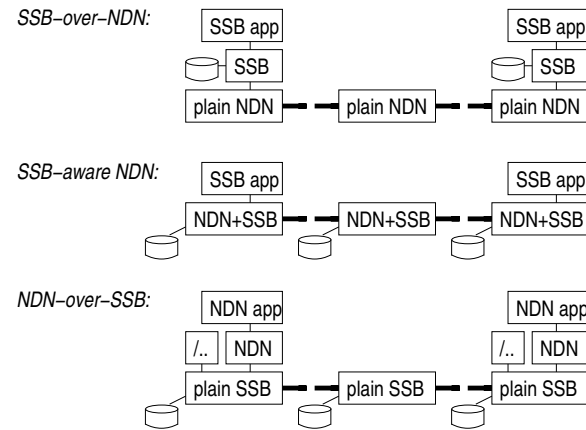 SSB–over–NDN:
SSB app SSB app
SSB SSB
plain NDN plain NDN plain NDN
SSB–aware NDN:
SSB app SSB app
NDN+SSB NDN+SSB NDN+SSB
NDN–over–SSB:
NDN app NDN app
/.. NDN /.. NDN
plain SSB plain SSB plain SSB